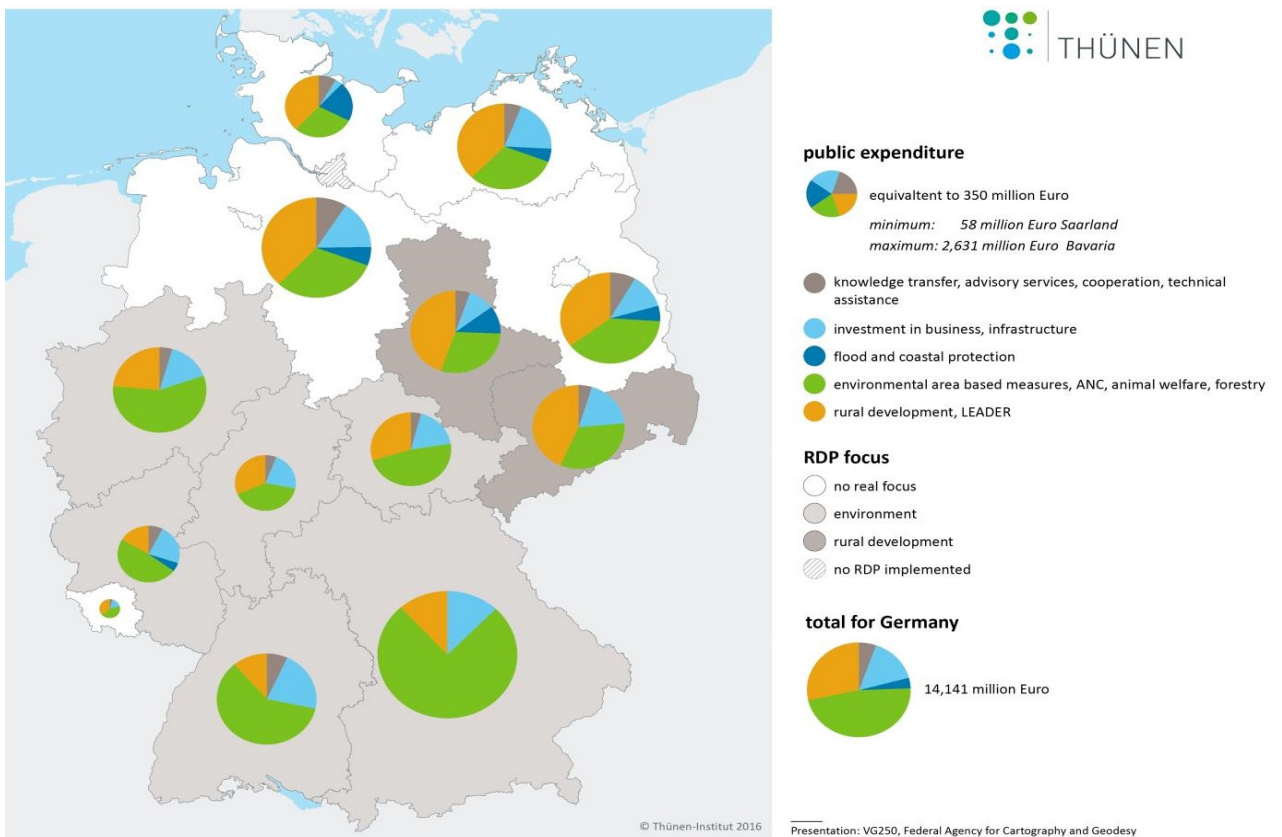 THÜNEN
public expenditure
equivaltent to 350 million Euro
minimum: 58 million Euro Saarland
maximum: 2,631 million Euro Bavaria
knowledge transfer, advisory services, cooperation, technical
assistance
investment in business, infrastructure
flood and coastal protection
environmental area based measures, ANC, animal welfare, forestry
rural development, LEADER
RDP focus
no real focus
environment
rural development
no RDP implemented
total for Germany
14,141 million Euro
© Thünen-Institut 2016
Presentation: VG250, Federal Agency for Cartography and Geodesy